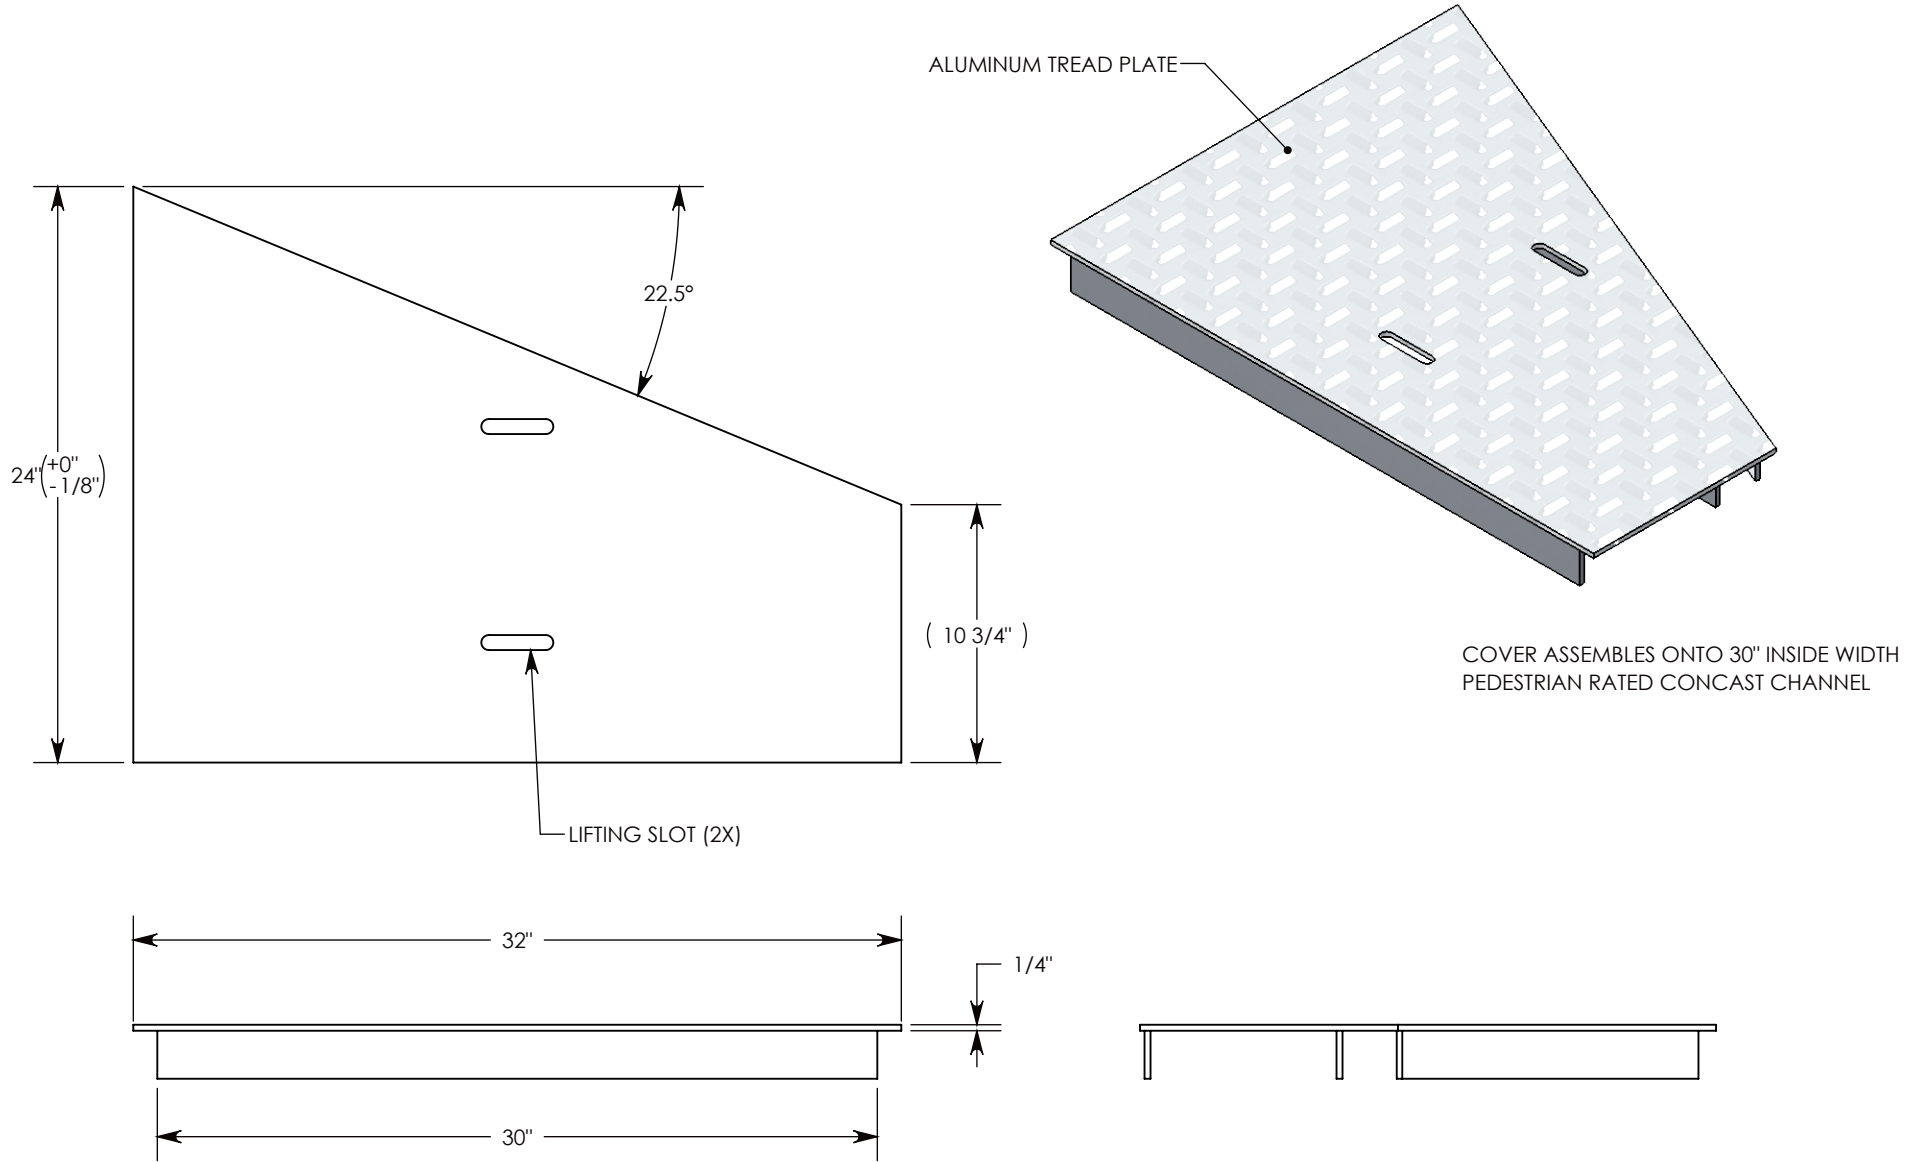 ALUMINUM TREAD PLATE
22.5°
24" (+0"
-1/8")
( 10 3/4" )
COVER ASSEMBLES ONTO 30" INSIDE WIDTH
PEDESTRIAN RATED CONCAST CHANNEL
LIFTING SLOT (2X)
32"
1/4"
30"